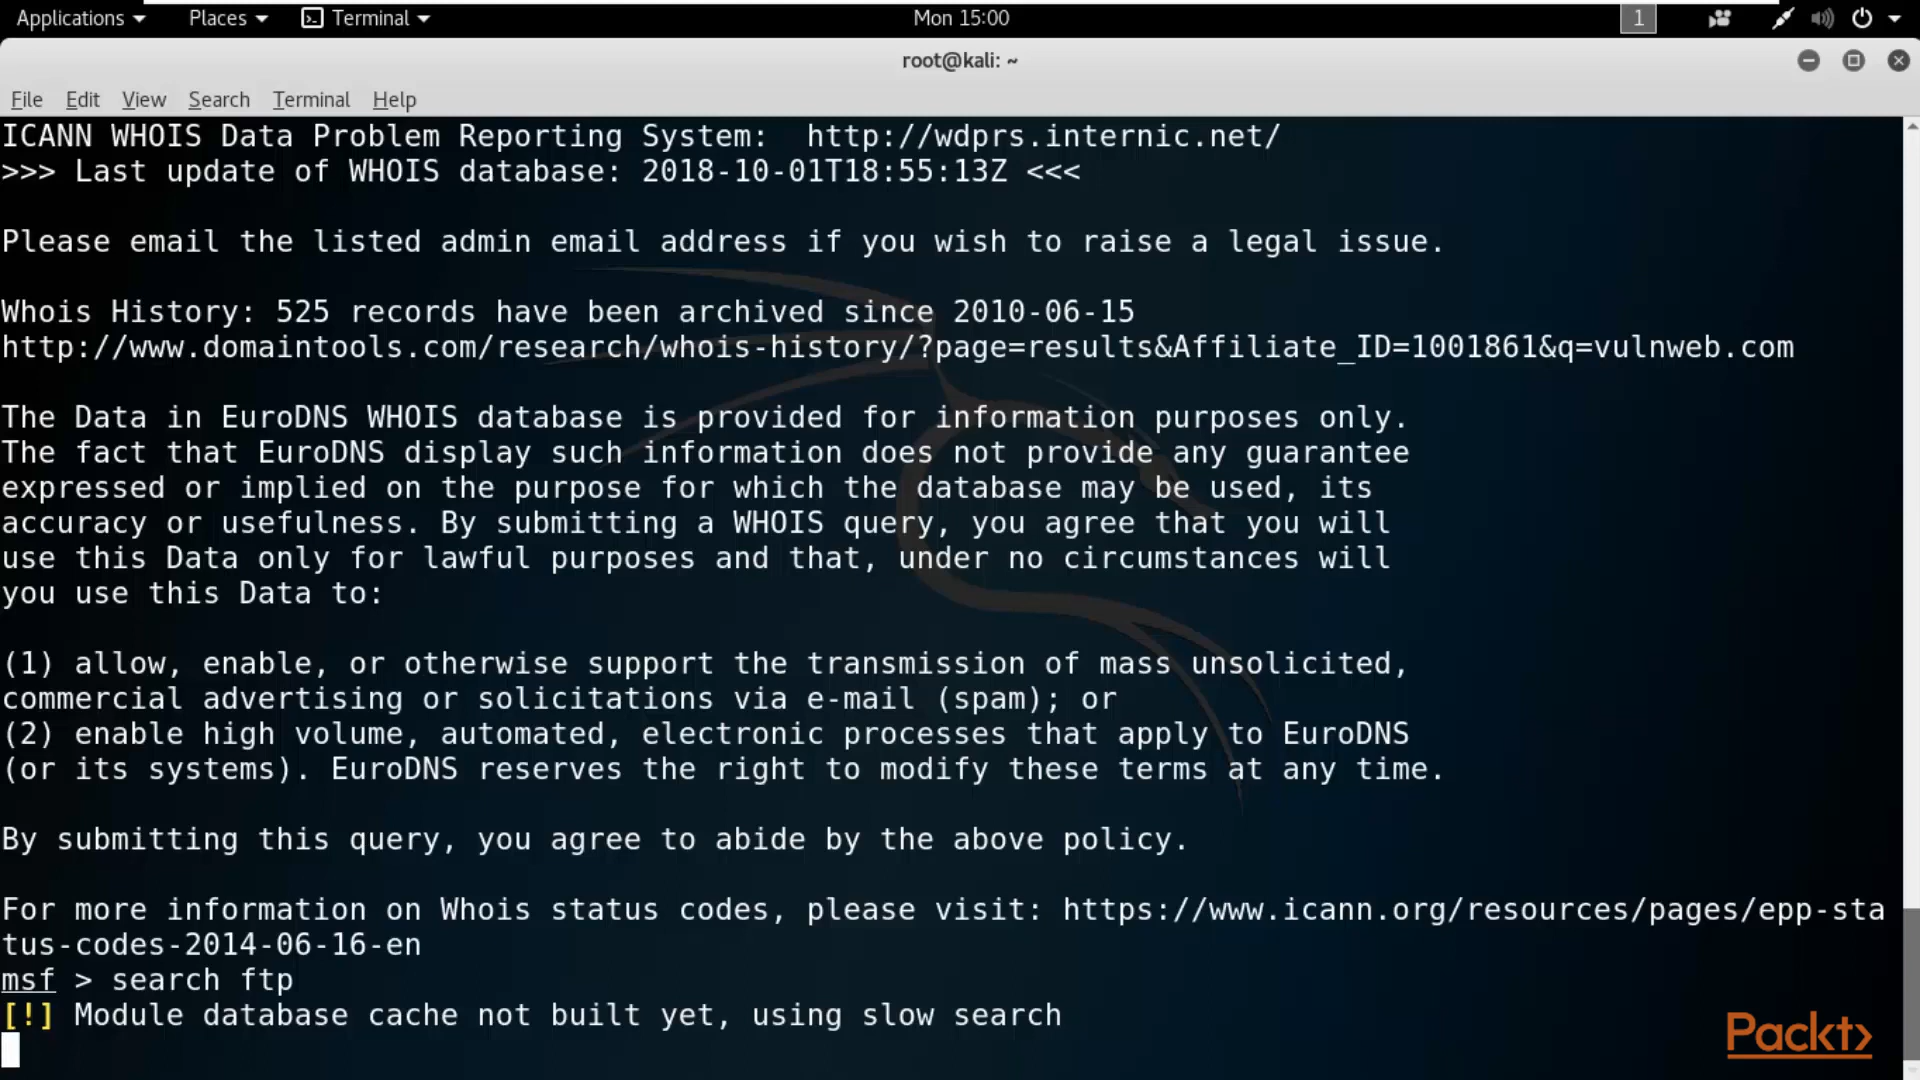 Applications Places Terminal Mon 15:00 1
root@kali: ~
File Edit View Search Terminal Help
ICANN WHOIS Data Problem Reporting System:  http://wdprs.internic.net/
>>> Last update of WHOIS database: 2018-10-01T18:55:13Z <<<
Please email the listed admin email address if you wish to raise a legal issue.
Whois History: 525 records have been archived since 2010-06-15
http://www.domaintools.com/research/whois-history/?page=results&Affiliate_ID=1001861&q=vulnweb.com
The Data in EuroDNS WHOIS database is provided for information purposes only.
The fact that EuroDNS display such information does not provide any guarantee
expressed or implied on the purpose for which the database may be used, its
accuracy or usefulness. By submitting a WHOIS query, you agree that you will
use this Data only for lawful purposes and that, under no circumstances will
you use this Data to:
(1) allow, enable, or otherwise support the transmission of mass unsolicited,
commercial advertising or solicitations via e-mail (spam); or
(2) enable high volume, automated, electronic processes that apply to EuroDNS
(or its systems). EuroDNS reserves the right to modify these terms at any time.
By submitting this query, you agree to abide by the above policy.
For more information on Whois status codes, please visit: https://www.icann.org/resources/pages/epp-sta
tus-codes-2014-06-16-en
msf > search ftp
[!] Module database cache not built yet, using slow search
Packt>